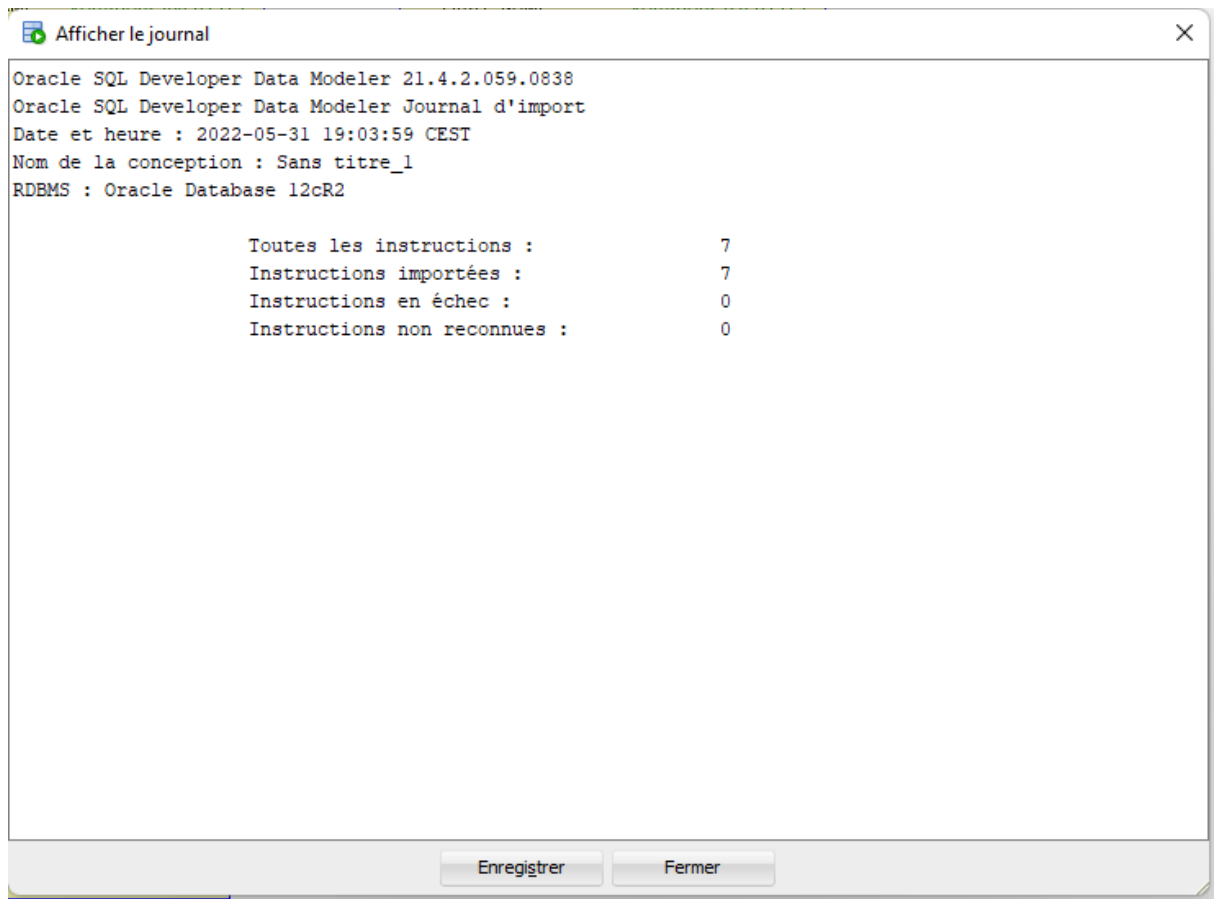 Afficher le journal
Oracle SQL Developer Data Modeler 21.4.2.059.0838
Oracle SQL Developer Data Modeler Journal d'import
Date et heure : 2022-05-31 19:03:59 CEST
Nom de la conception : Sans titre_1
RDBMS : Oracle Database 12cR2
Toutes les instructions : 7
Instructions importées : 7
Instructions en échec : 0
Instructions non reconnues : 0
Enregistrer Fermer